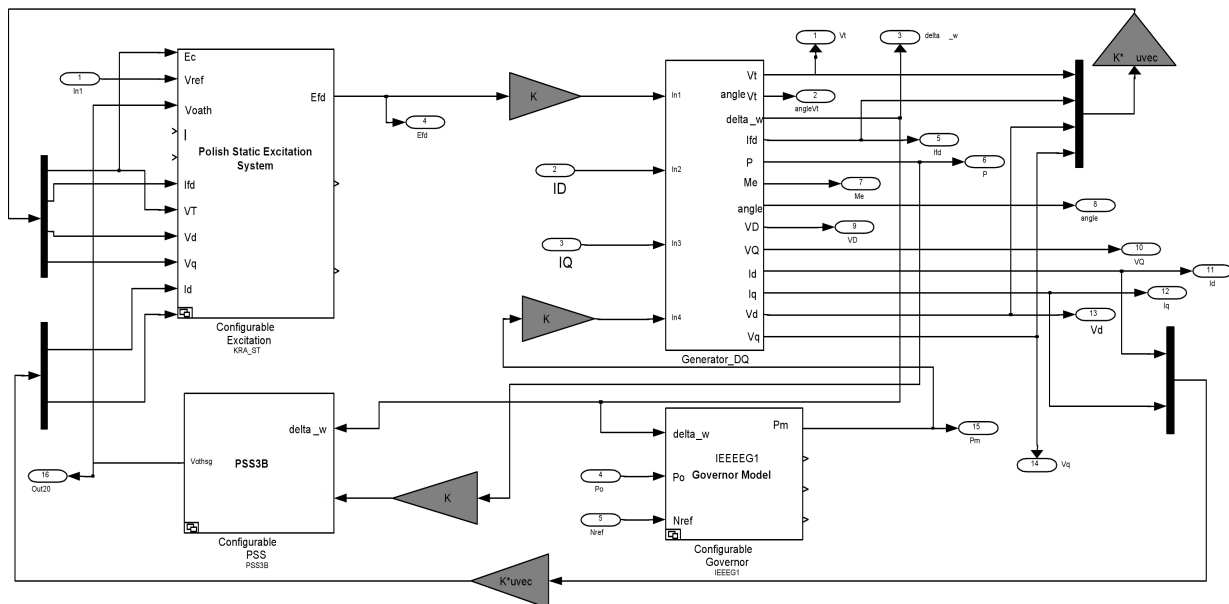 1
In1
Ec
Vref
Voath
I
Polish Static Excitation
System
Ifd
VT
Vd
Vq
Id
Efd
Configurable
Excitation
KRA_ST
4
Efd
K
2
ID
3
IQ
K
In1
In2
In3
In4
Vt
angle Vt
delta_w
Ifd
P
Me
angle
VD
VQ
Id
Iq
Vd
Vq
Generator_DQ
1
Vt
2
angleVt
3
delta _w
5
Ifd
6
P
7
Me
8
angle
9
VD
10
VQ
11
Id
12
Iq
13
Vd
14
Vq
K* uvec
16
Out20
Vothsg
PSS3B
delta _w
Configurable
PSS
PSS3B
K
4
Po
5
Nref
delta _w
Po
Nref
Pm
IEEEG1
Governor Model
Configurable
Governor
IEEEG1
15
Pm
K*uvec